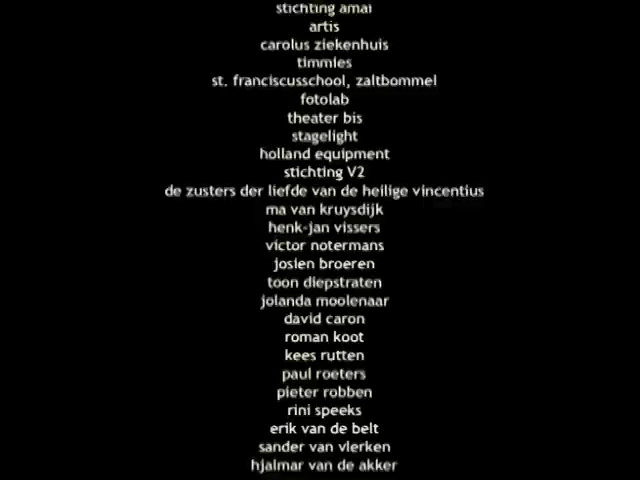 stichting amai
artis
carolus ziekenhuis
timmies
st. franciscusschool, zaltbommel
fotolab
theater bis
stagelight
holland equipment
stichting V2
de zusters der liefde van de heilige vincentius
ma van kruysdijk
henk-jan vissers
victor notermans
josien broeren
toon diepstraten
jolanda moolenaar
david caron
roman koot
kees rutten
paul roeters
pieter robben
rini speeks
erik van de belt
sander van vlerken
hjalmar van de akker